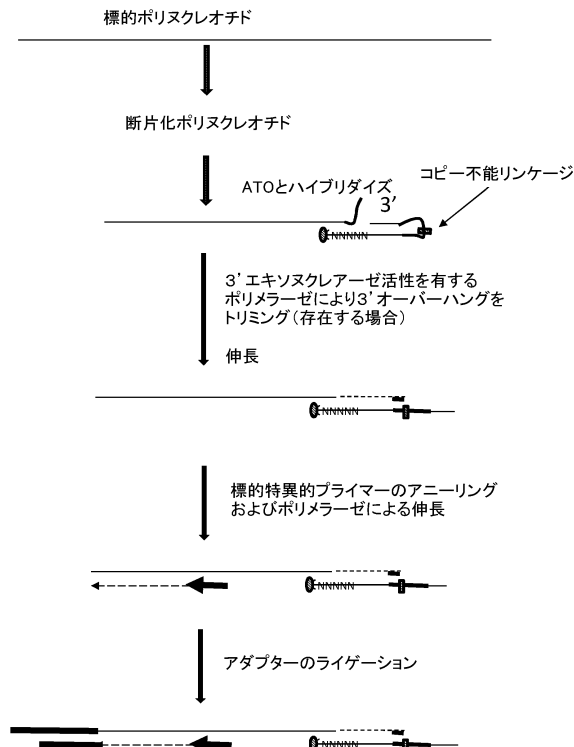 標的ポリヌクレオチド
断片化ポリヌクレオチド
ATOとハイブリダイズ
コピー不能リンケージ
3'
NNNNN
3'エキソヌクレアーゼ活性を有する
ポリメラーゼにより3'オーバーハングを
トリミング(存在する場合)
伸長
NNNNN
標的特異的プライマーのアニーリング
およびポリメラーゼによる伸長
NNNNN
アダプターのライゲーション
NNNNN